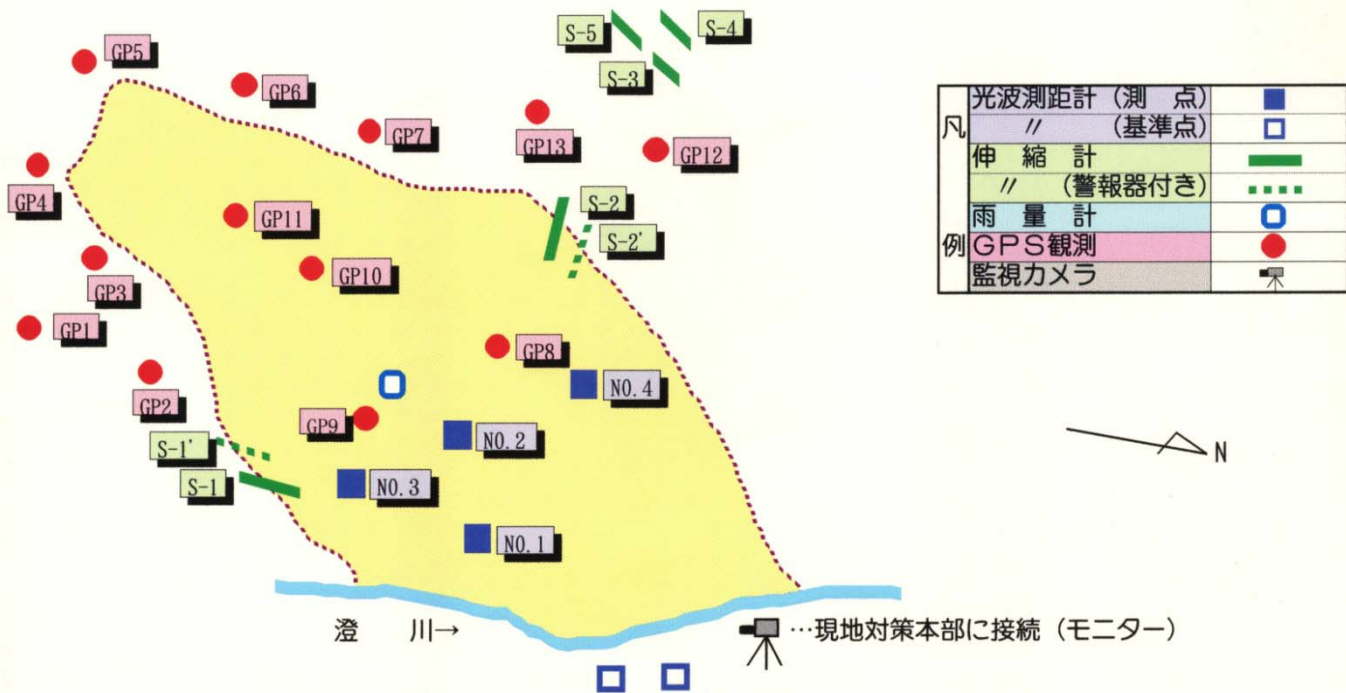 S-5
S-4
S-3
GP5
GP6
GP7
GP13
GP12
GP4
GP11
S-2
S-2'
GP3
GP10
GP1
GP8
GP2
NO.4
GP9
NO.2
S-1'
S-1
NO.3
NO.1
凡例
光波測距計（測　点）
〃　（基準点）
伸　縮　計
〃　（警報器付き）
雨　量　計
GPS観測
監視カメラ
N
澄　川→
…現地対策本部に接続（モニター）